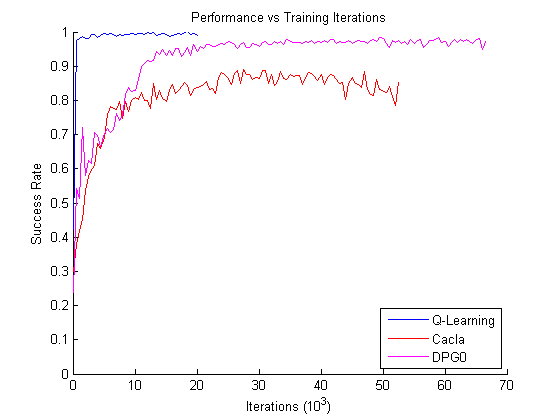 Performance vs Training Iterations
1
0.9
0.8
0.7
0.6
0.5
0.4
0.3
0.2
0.1
0
Success Rate
0 10 20 30 40 50 60 70
Iterations (10³)
Q-Learning
Cacla
DPG0